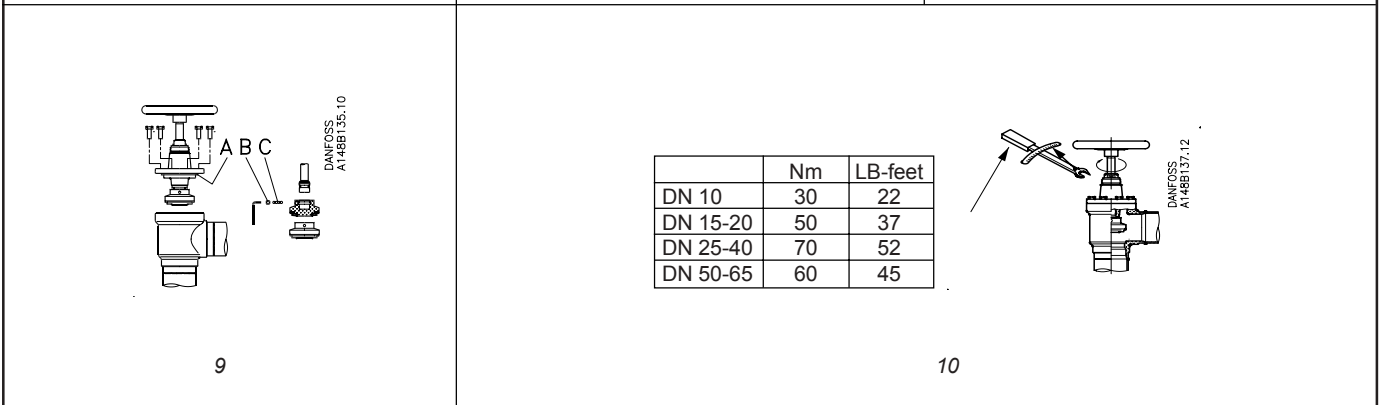 A B C
DANFOSS
A148B135.10
9
Nm LB-feet
DN 10 30 22
DN 15-20 50 37
DN 25-40 70 52
DN 50-65 60 45
DANFOSS
A148B137.12
10